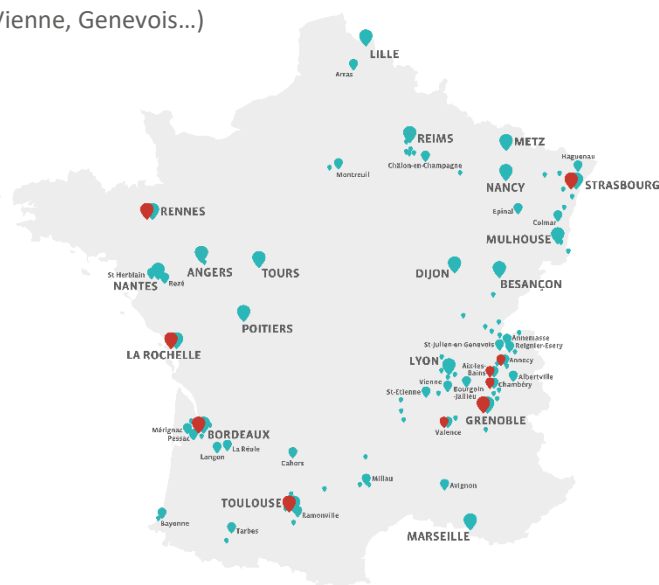 Vienne, Genevois…)
LILLE
Arras
REIMS
METZ
Châlon-en-Champagne
Haguenau
Montreuil
NANCY
STRASBOURG
Epinal
Colmar
RENNES
MULHOUSE
ANGERS
TOURS
DIJON
BESANÇON
St Herblain
NANTES
Rezé
POITIERS
LA ROCHELLE
St-Julien en Genevois
Annemasse
Reignier-Esery
LYON
Annecy
Aix-les-
Bains
Albertville
Vienne
Chambéry
St-Etienne
Bourgoin
-Jallieu
GRENOBLE
Valence
Mérignac
BORDEAUX
Pessac
Langon
La Réole
Cahors
Millau
Avignon
TOULOUSE
Ramonville
Bayonne
Tarbes
MARSEILLE